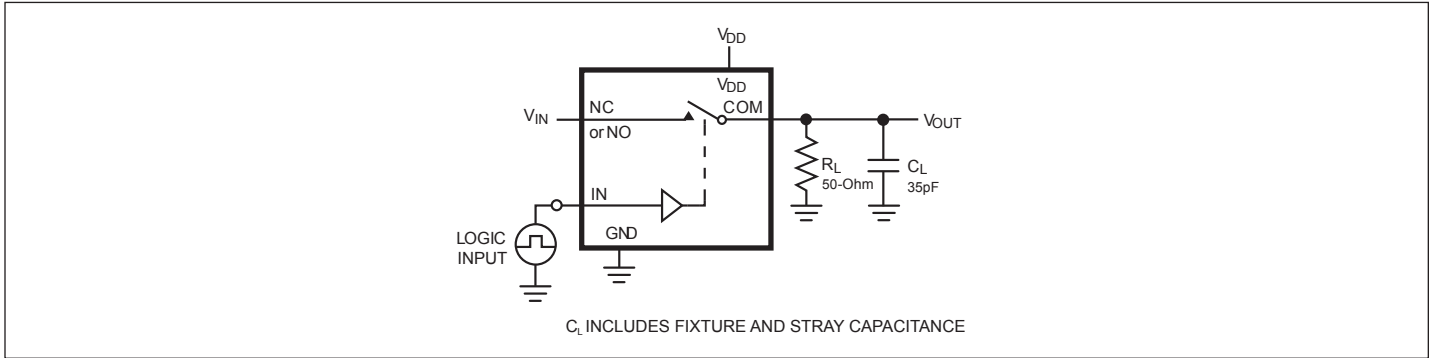 VDD
VDD
NC
COM
VIN
or NO
VOUT
RL
50-Ohm
CL
35pF
IN
LOGIC
INPUT
GND
CL INCLUDES FIXTURE AND STRAY CAPACITANCE